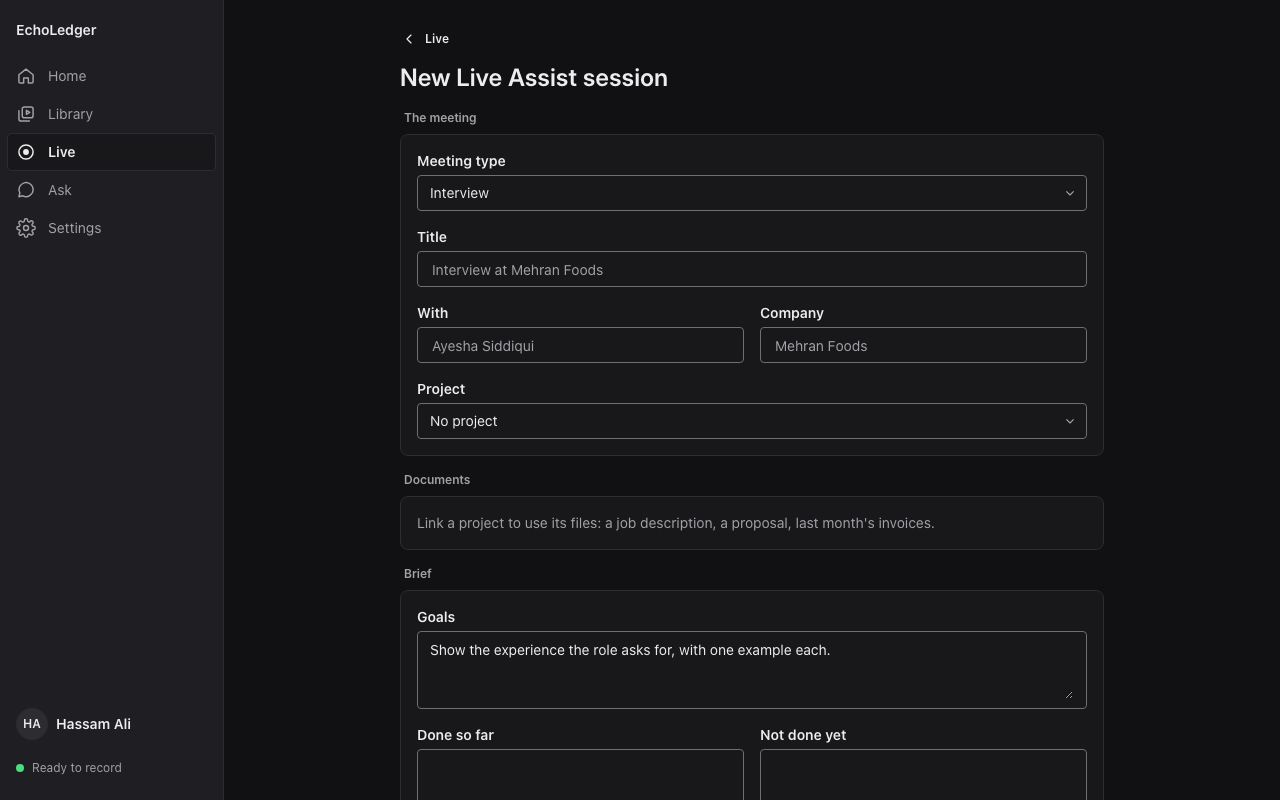 EchoLedger
Home
Library
Live
Ask
Settings
HA
Hassam Ali
Ready to record
Live
New Live Assist session
The meeting
Meeting type
Interview
Title
Interview at Mehran Foods
With
Company
Ayesha Siddiqui
Mehran Foods
Project
No project
Documents
Link a project to use its files: a job description, a proposal, last month's invoices.
Brief
Goals
Show the experience the role asks for, with one example each.
Done so far
Not done yet